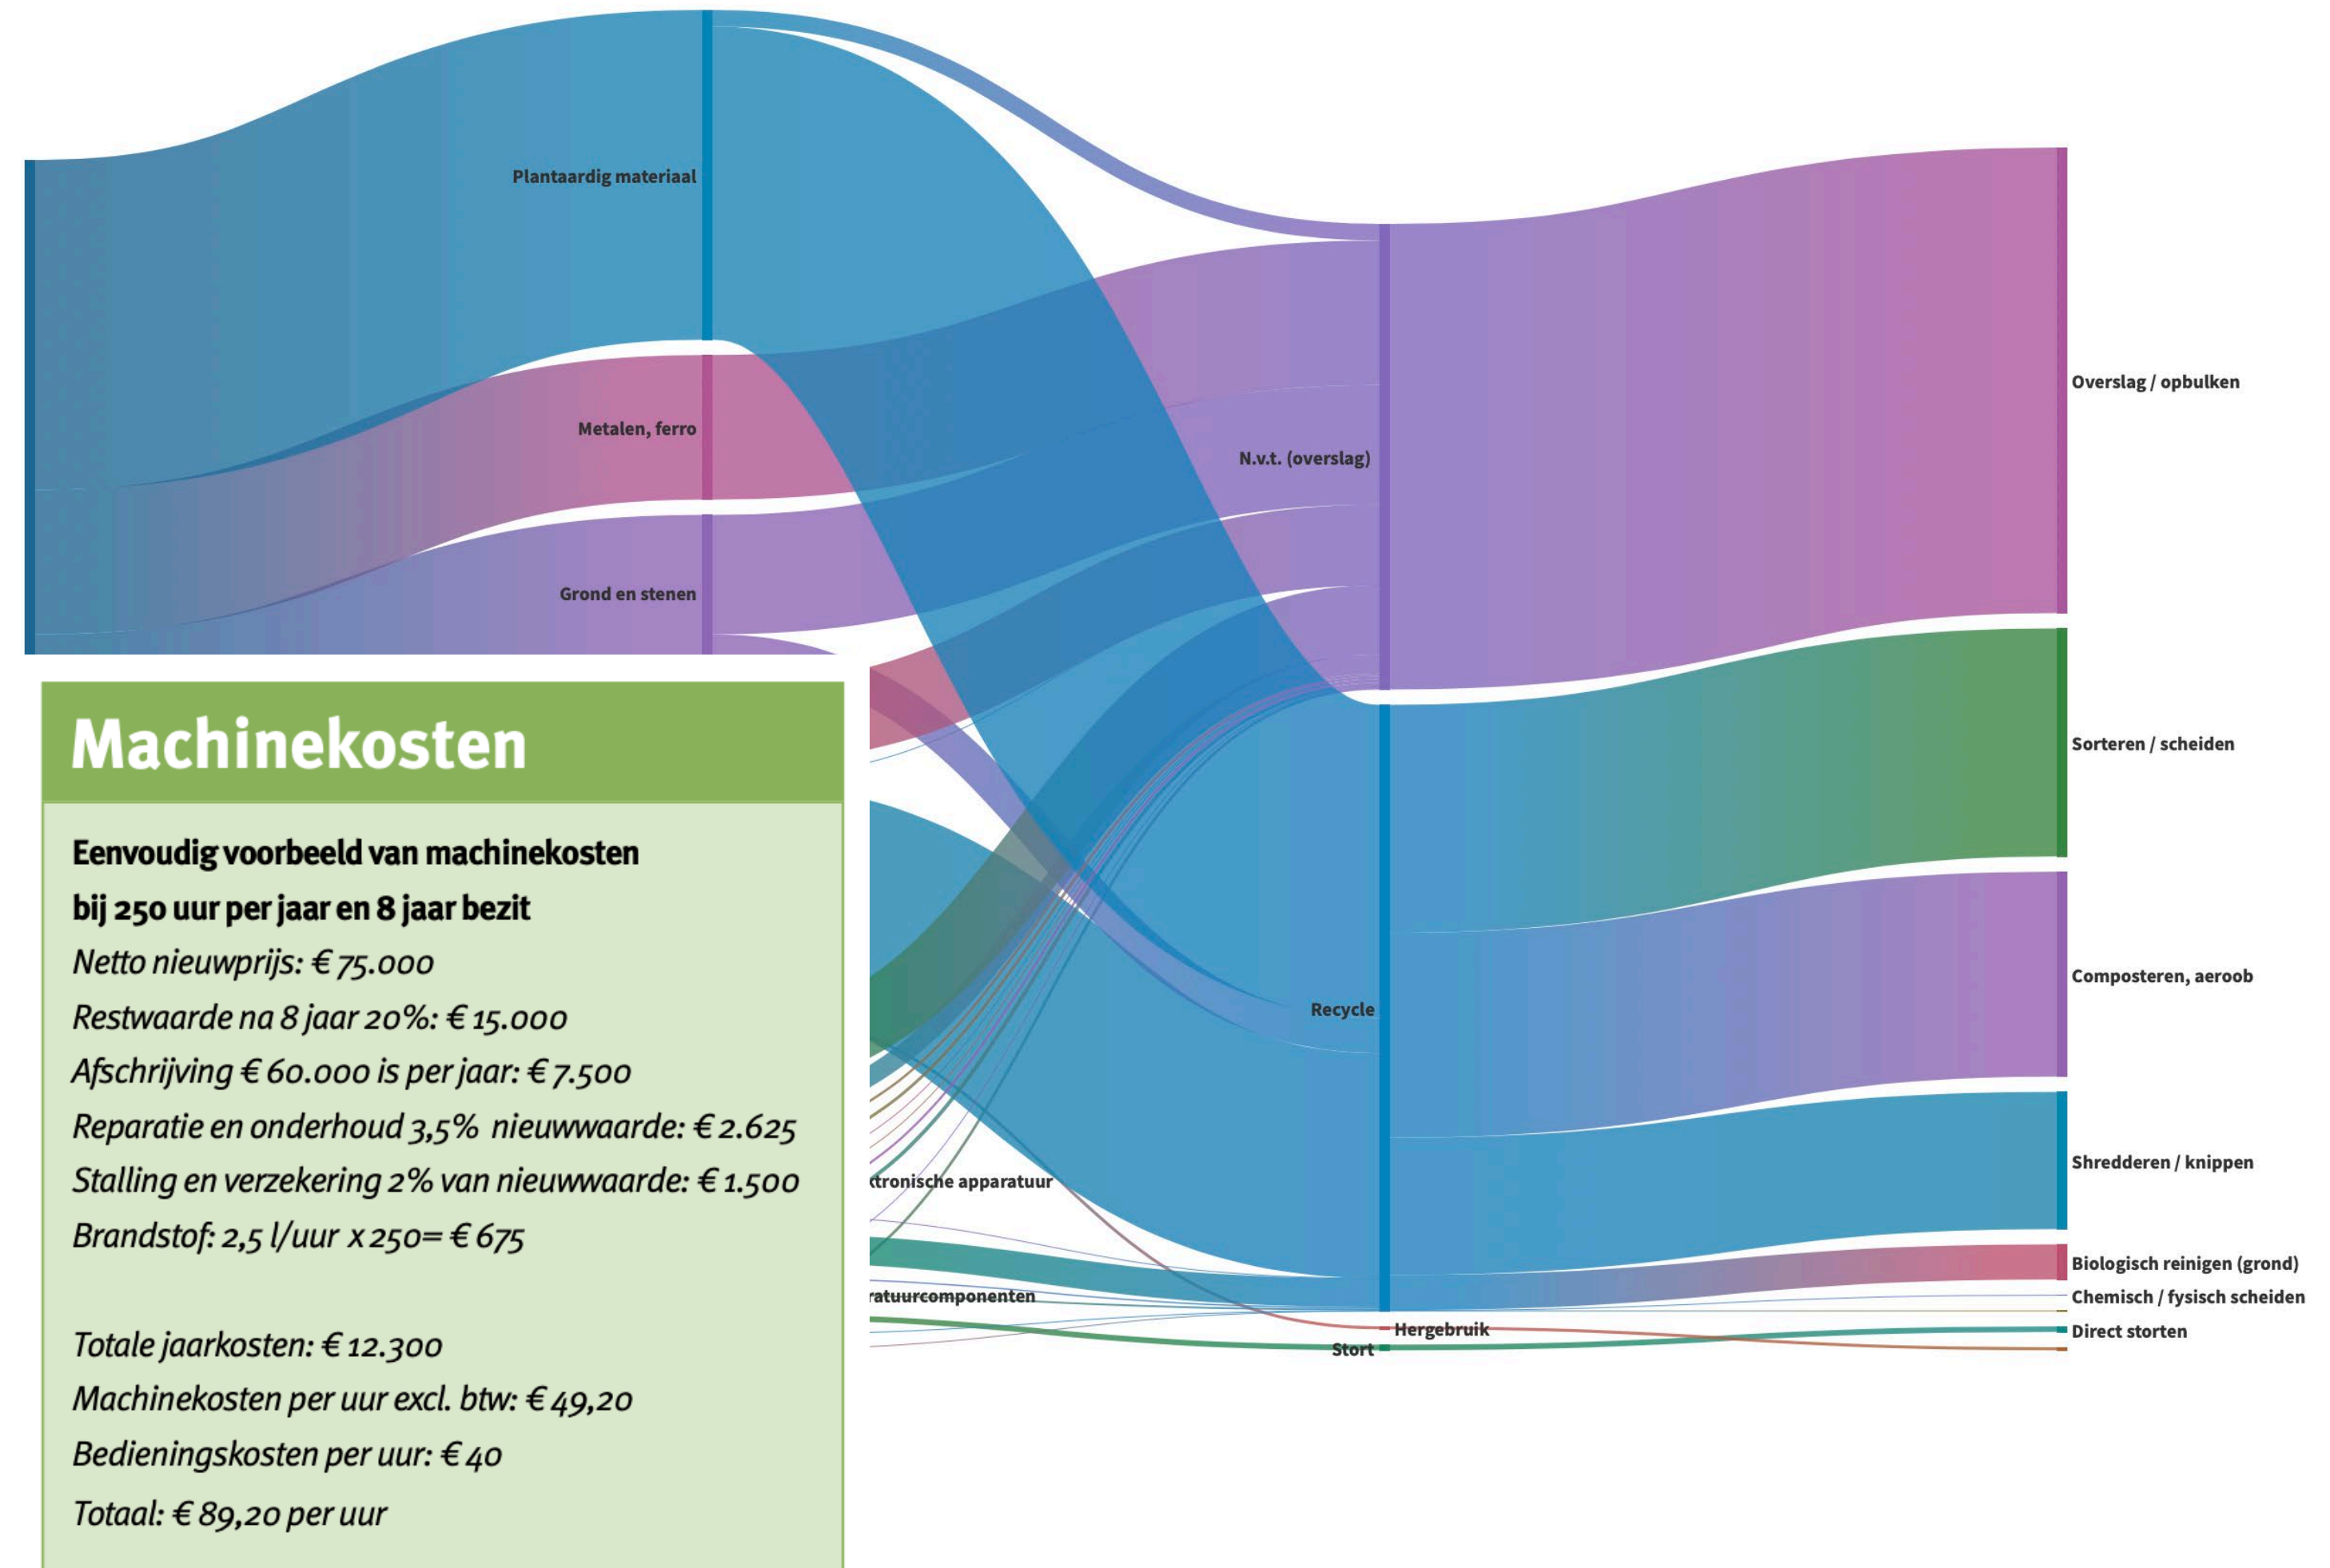 Plantaardig materiaal
Metalen, ferro
Grond en stenen
N.v.t. (overslag)
Recycle
Hergebruik
Stort
Overslag / opbulken
Sorteren / scheiden
Composteren, aeroob
Shredderen / knippen
Biologisch reinigen (grond)
Chemisch / fysisch scheiden
Direct storten
apparatuur
Machinekosten
Eenvoudig voorbeeld van machinekosten
bij 250 uur per jaar en 8 jaar bezit
Netto nieuwprijs: € 75.000
Restwaarde na 8 jaar 20%: € 15.000
Afschrijving € 60.000 is per jaar: € 7.500
Reparatie en onderhoud 3,5% nieuwwaarde: € 2.625
Stalling en verzekering 2% van nieuwwaarde: € 1.500
Brandstof: 2,5 l/uur x 250= € 675
Totale jaarkosten: € 12.300
Machinekosten per uur excl. btw: € 49,20
Bedieningskosten per uur: € 40
Totaal: € 89,20 per uur